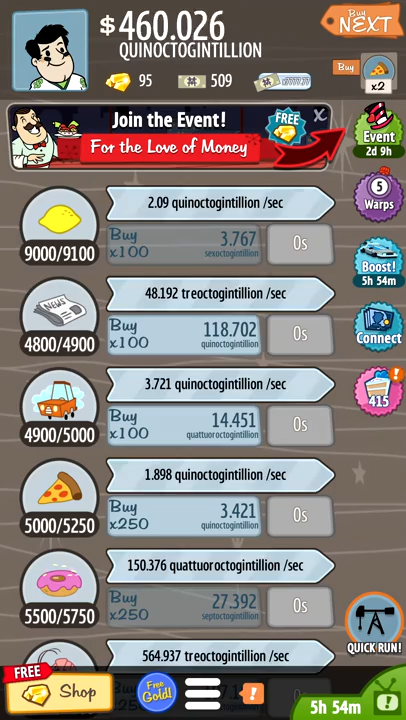 $460.026
QUINOCTOGINTILLION
Buy
NEXT
95
509
Buy
x2
Join the Event!
For the Love of Money
FREE
X
Event
2d 9h
5
Warps
Boost!
5h 54m
Connect
!
415
2.09 quinoctogintillion /sec
Buy
x100
3.767
sexoctogintillion
0s
9000/9100
NEWS
48.192 treoctogintillion /sec
Buy
x100
118.702
quinoctogintillion
0s
4800/4900
3.721 quinoctogintillion /sec
Buy
x100
14.451
quattuoroctogintillion
0s
4900/5000
1.898 quinoctogintillion /sec
Buy
x250
3.421
quinoctogintillion
0s
5000/5250
150.376 quattuoroctogintillion /sec
Buy
x250
27.392
septoctogintillion
0s
5500/5750
QUICK RUN!
564.937 treoctogintillion /sec
FREE
Shop
Free
Gold!
!
5h 54m
!